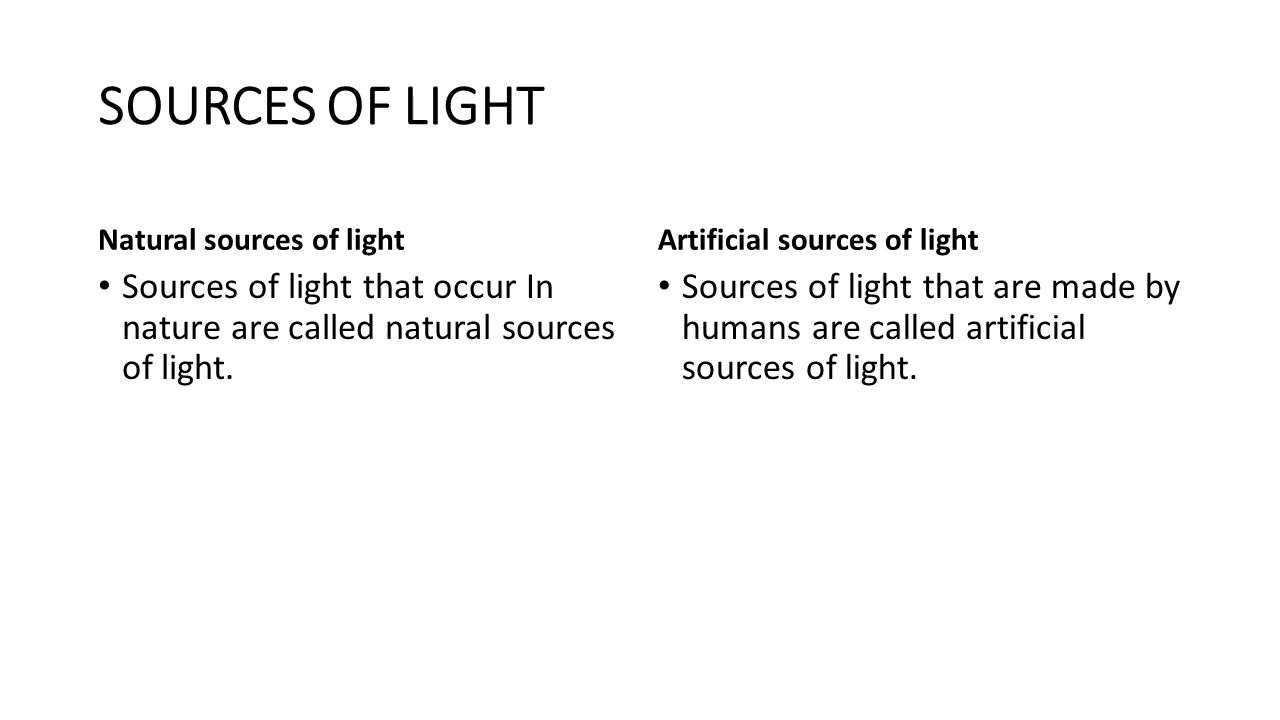 SOURCES OF LIGHT
Natural sources of light
• Sources of light that occur In
nature are called natural sources
of light.
Artificial sources of light
• Sources of light that are made by
humans are called artificial
sources of light.